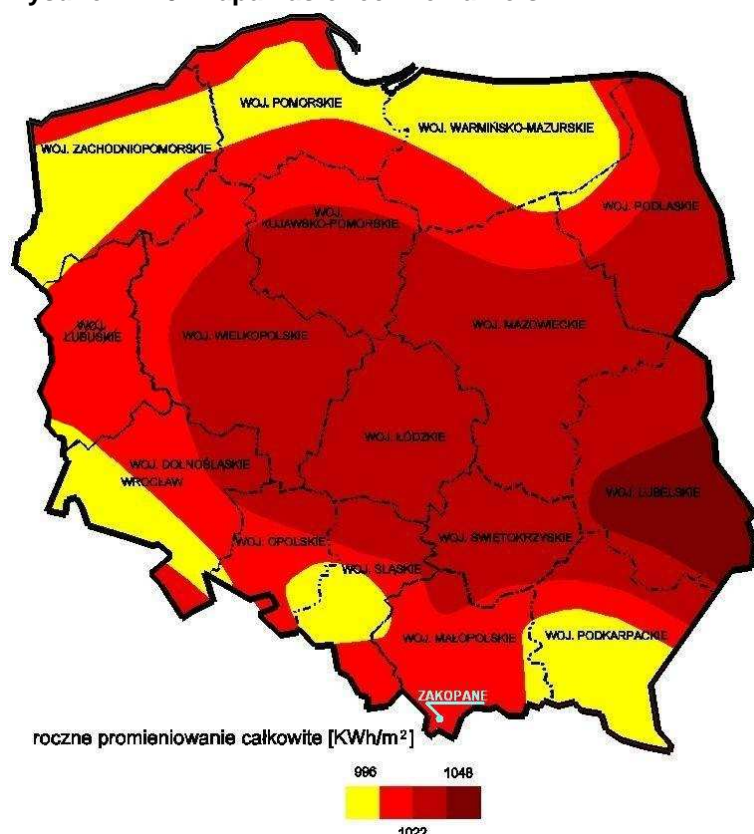 WOJ. POMORSKIE
WOJ. WARMIŃSKO-MAZURSKIE
WOJ. ZACHODNIOPOMORSKIE
WOJ. PODLASKIE
WOJ.
KUJAWSKO-POMORSKIE
WOJ.
LUBUSKIE
WOJ. WIELKOPOLSKIE
WOJ. MAZOWIECKIE
WOJ. ŁÓDZKIE
WOJ. DOLNOŚLĄSKIE
WROCŁAW
WOJ. LUBELSKIE
WOJ. OPOLSKIE
WOJ. ŚWIĘTOKRZYSKIE
WOJ. ŚLĄSKIE
WOJ. MAŁOPOLSKIE
WOJ. PODKARPACKIE
ZAKOPANE
roczne promieniowanie całkowite [KWh/m²]
996 1048
1022